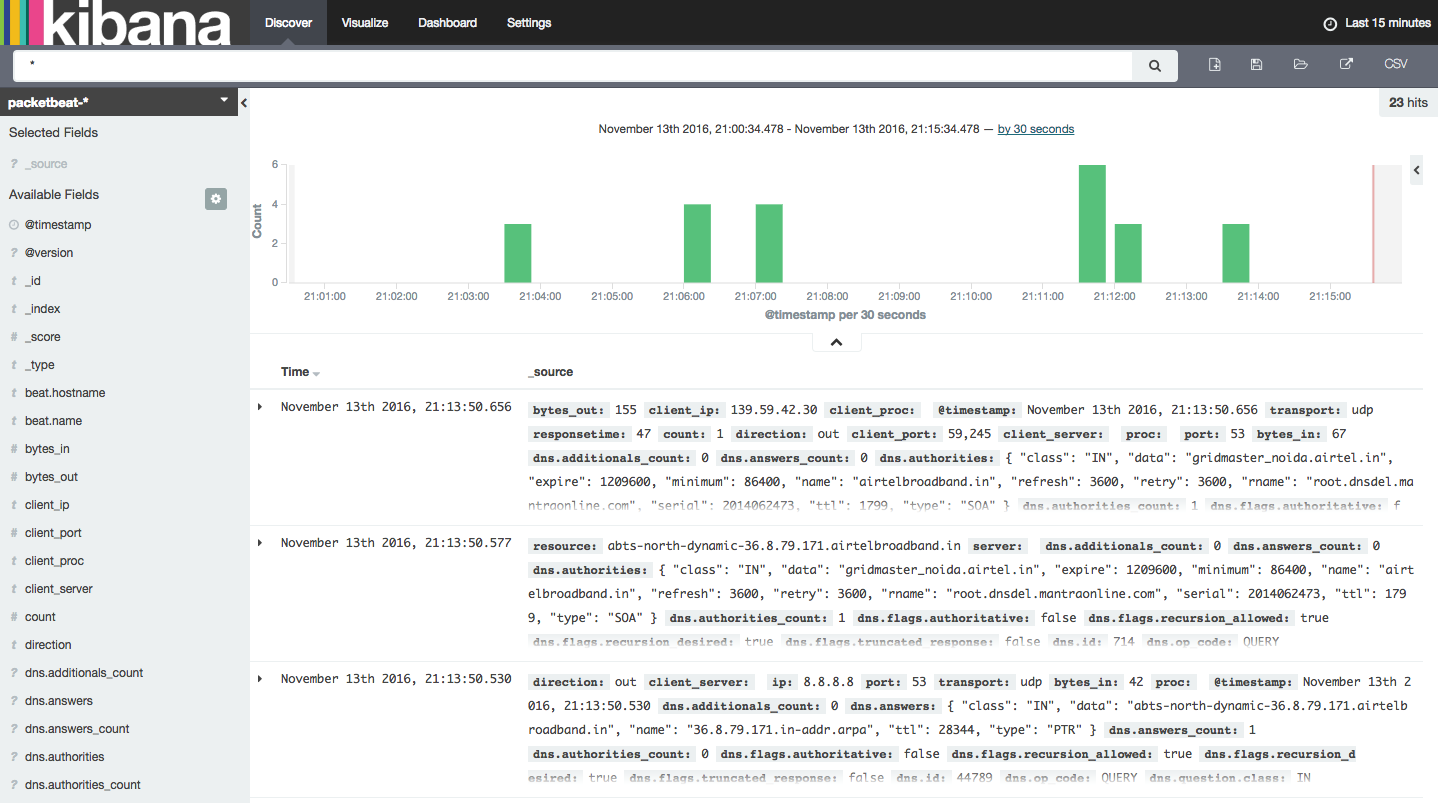 kibana Discover Visualize Dashboard Settings Last 15 minutes
* CSV
packetbeat-* 23 hits
Selected Fields
? _source
Available Fields
@timestamp
? @version
t _id
t _index
# _score
t _type
t beat.hostname
t beat.name
# bytes_in
# bytes_out
t client_ip
# client_port
t client_proc
t client_server
# count
t direction
? dns.additionals_count
? dns.answers
? dns.answers_count
? dns.authorities
? dns.authorities_count
November 13th 2016, 21:00:34.478 - November 13th 2016, 21:15:34.478 — by 30 seconds
6
4
2
0
Count
21:01:00 21:02:00 21:03:00 21:04:00 21:05:00 21:06:00 21:07:00 21:08:00 21:09:00 21:10:00 21:11:00 21:12:00 21:13:00 21:14:00 21:15:00
@timestamp per 30 seconds
Time _source
November 13th 2016, 21:13:50.656
bytes_out: 155 client_ip: 139.59.42.30 client_proc: @timestamp: November 13th 2016, 21:13:50.656 transport: udp
responsetime: 47 count: 1 direction: out client_port: 59,245 client_server: proc: port: 53 bytes_in: 67
dns.additionals_count: 0 dns.answers_count: 0 dns.authorities: { "class": "IN", "data": "gridmaster_noida.airtel.in",
"expire": 1209600, "minimum": 86400, "name": "airtelbroadband.in", "refresh": 3600, "retry": 3600, "rname": "root.dnsdel.ma
ntraonline.com", "serial": 2014062473, "ttl": 1799, "type": "SOA" } dns.authorities_count: 1 dns.flags.authoritative: f
November 13th 2016, 21:13:50.577
resource: abts-north-dynamic-36.8.79.171.airtelbroadband.in server: dns.additionals_count: 0 dns.answers_count: 0
dns.authorities: { "class": "IN", "data": "gridmaster_noida.airtel.in", "expire": 1209600, "minimum": 86400, "name": "airt
elbroadband.in", "refresh": 3600, "retry": 3600, "rname": "root.dnsdel.mantraonline.com", "serial": 2014062473, "ttl": 179
9, "type": "SOA" } dns.authorities_count: 1 dns.flags.authoritative: false dns.flags.recursion_allowed: true
dns.flags.recursion_desired: true dns.flags.truncated_response: false dns.id: 714 dns.op_code: QUERY
November 13th 2016, 21:13:50.530
direction: out client_server: ip: 8.8.8.8 port: 53 transport: udp bytes_in: 42 proc: @timestamp: November 13th 2
016, 21:13:50.530 dns.additionals_count: 0 dns.answers: { "class": "IN", "data": "abts-north-dynamic-36.8.79.171.airtelb
roadband.in", "name": "36.8.79.171.in-addr.arpa", "ttl": 28344, "type": "PTR" } dns.answers_count: 1
dns.authorities_count: 0 dns.flags.authoritative: false dns.flags.recursion_allowed: true dns.flags.recursion_d
esired: true dns.flags.truncated_response: false dns.id: 44789 dns.op_code: QUERY dns.question.class: IN